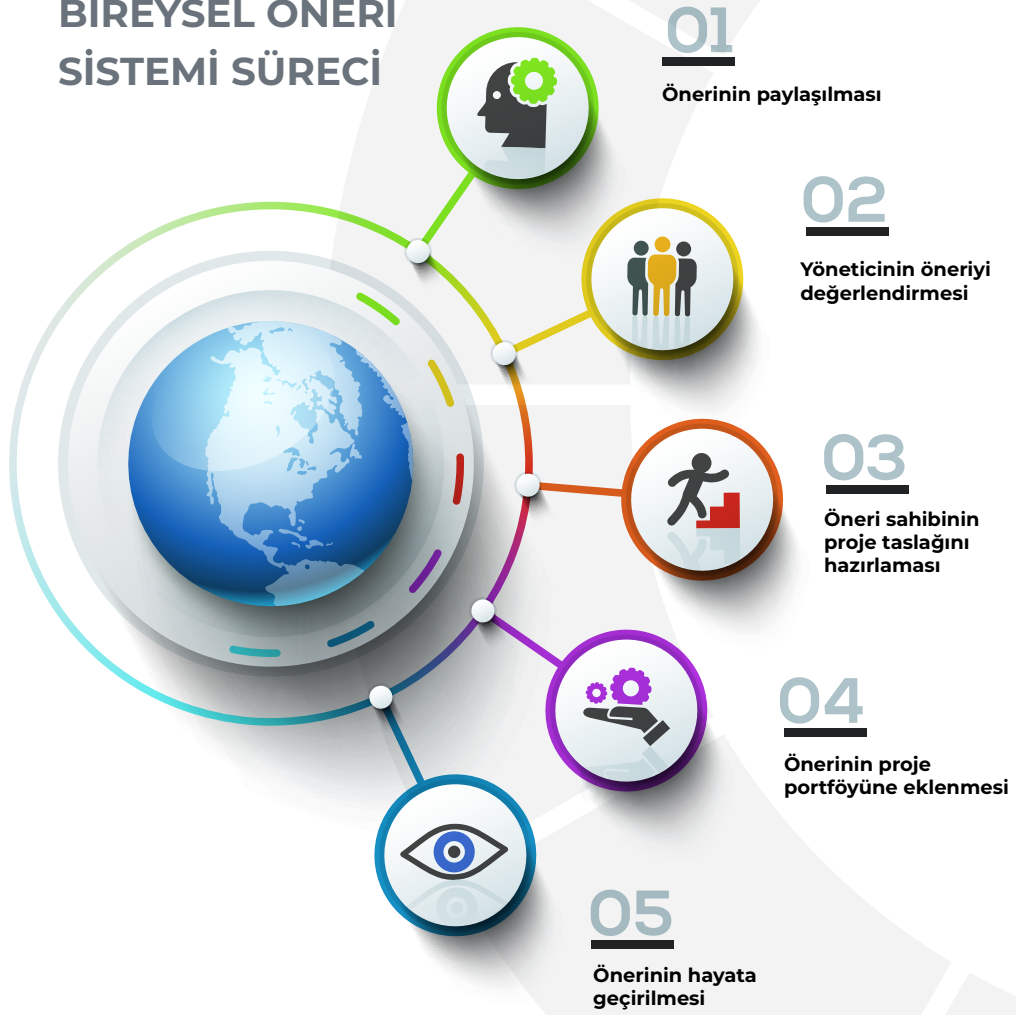 BİREYSEL ÖNERİ
SİSTEMİ SÜRECİ
01
Önerinin paylaşılması
02
Yöneticinin öneriyi
değerlendirmesi
03
Öneri sahibinin
proje taslağını
hazırlaması
04
Önerinin proje
portföyüne eklenmesi
05
Önerinin hayata
geçirilmesi